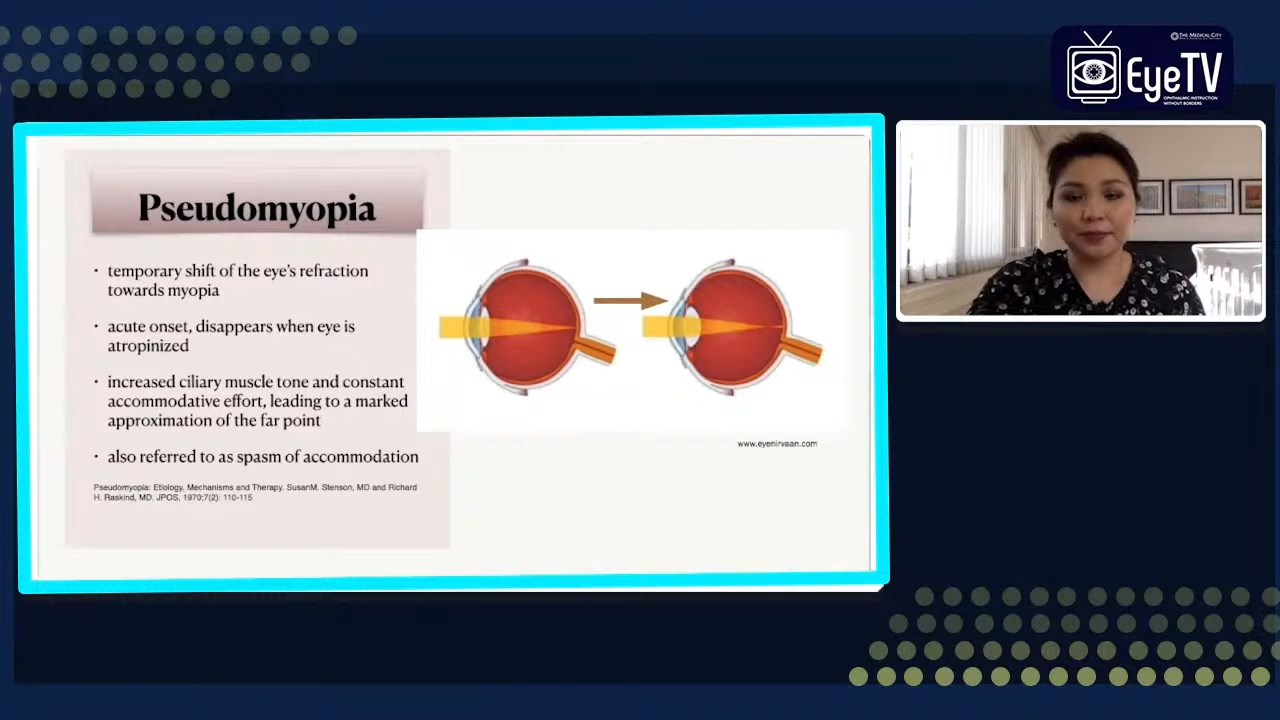 THE MEDICAL CITY
EyeTV
OPHTHALMIC INSTRUCTION
WITHOUT BORDERS
Pseudomyopia
· temporary shift of the eye's refraction
towards myopia
· acute onset, disappears when eye is
atropinized
· increased ciliary muscle tone and constant
accommodative effort, leading to a marked
approximation of the far point
· also referred to as spasm of accommodation
Pseudomyopia: Etiology, Mechanisms and Therapy. SusanM. Stenson, MD and Richard
H. Raskind, MD. JPOS, 1970;7(2): 110-115
www.eyenirvaan.com